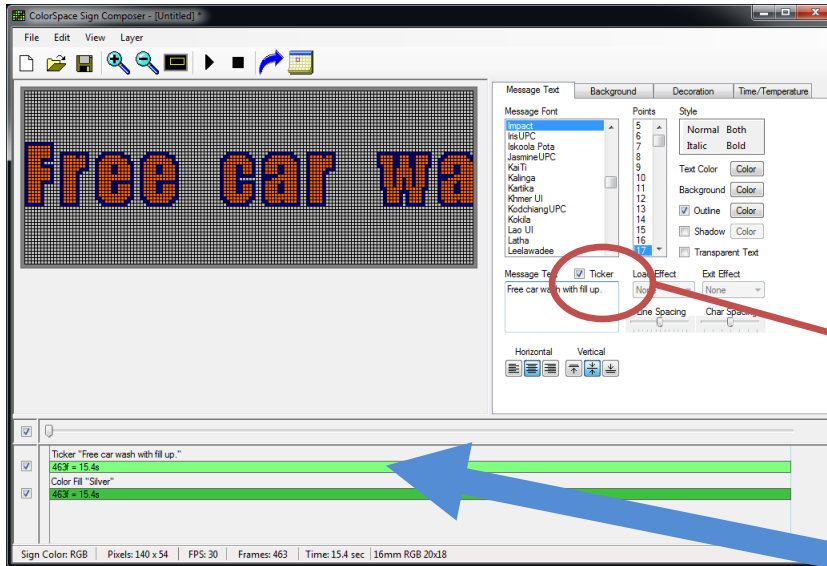 ColorSpace Sign Composer - [Untitled] *
File Edit View Layer
Free car wa
Message Text Background Decoration Time/Temperature
Message Font Points Style
Impact 5
IrisUPC 6 Normal Both
Iskoola Pota 7 Italic Bold
JasmineUPC 8
KaiTi 9 Text Color Color
Kalinga 10
Kartika 11 Background Color
Khmer UI 12
KodchiangUPC 13 Outline Color
Kokila 14
Lao UI 15 Shadow Color
Latha 16
Leelawadee 17 Transparent Text
Message Text Ticker Load Effect Exit Effect
Free car wash with fill up. None None
Line Spacing Char Spacing
Horizontal Vertical
Ticker "Free car wash with fill up."
463f = 15.4s
Color Fill "Silver"
463f = 15.4s
Sign Color: RGB Pixels: 140 x 54 FPS: 30 Frames: 463 Time: 15.4 sec 16mm RGB 20x18